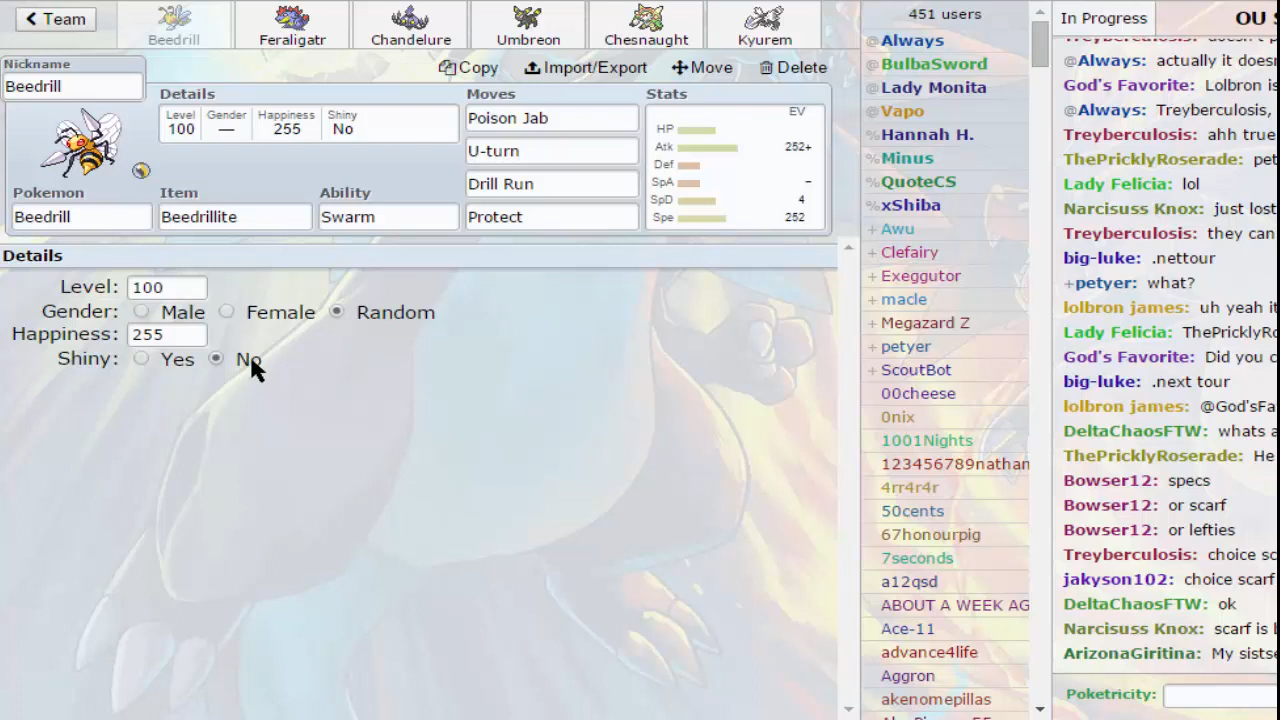 Team
Beedrill
Feraligatr
Chandelure
Umbreon
Chesnaught
Kyurem
Nickname
Beedrill
Copy
Import/Export
Move
Delete
Details
Level
100
Gender
—
Happiness
255
Shiny
No
Moves
Poison Jab
U-turn
Drill Run
Protect
Stats
EV
HP
Atk 252+
Def
SpA –
SpD 4
Spe 252
Pokemon
Beedrill
Item
Beedrillite
Ability
Swarm
Details
Level: 100
Gender: Male Female Random
Happiness: 255
Shiny: Yes No
451 users
@Always
@BulbaSword
@Lady Monita
@Vapo
%Hannah H.
%Minus
%QuoteCS
%xShiba
+Awu
+Clefairy
+Exeggutor
+macle
+Megazard Z
+petyer
+ScoutBot
00cheese
0nix
1001Nights
123456789nathan
4rr4r4r
50cents
67honourpig
7seconds
a12qsd
ABOUT A WEEK AG
Ace-11
advance4life
Aggron
akenomepillas
In Progress
OU
Treyberculosis: doesn't
@Always: actually it does
God's Favorite: Lolbron is
@Always: Treyberculosis,
Treyberculosis: ahh true
ThePricklyRoserade: pet
Lady Felicia: lol
Narcisuss Knox: just lost
Treyberculosis: they can
big-luke: .nettour
+petyer: what?
lolbron james: uh yeah it
Lady Felicia: ThePricklyRo
God's Favorite: Did you c
big-luke: .next tour
lolbron james: @God'sFa
DeltaChaosFTW: whats a
ThePricklyRoserade: He
Bowser12: specs
Bowser12: or scarf
Bowser12: or lefties
Treyberculosis: choice sc
jakyson102: choice scarf
DeltaChaosFTW: ok
Narcisuss Knox: scarf is
ArizonaGiritina: My sistse
Poketricity: